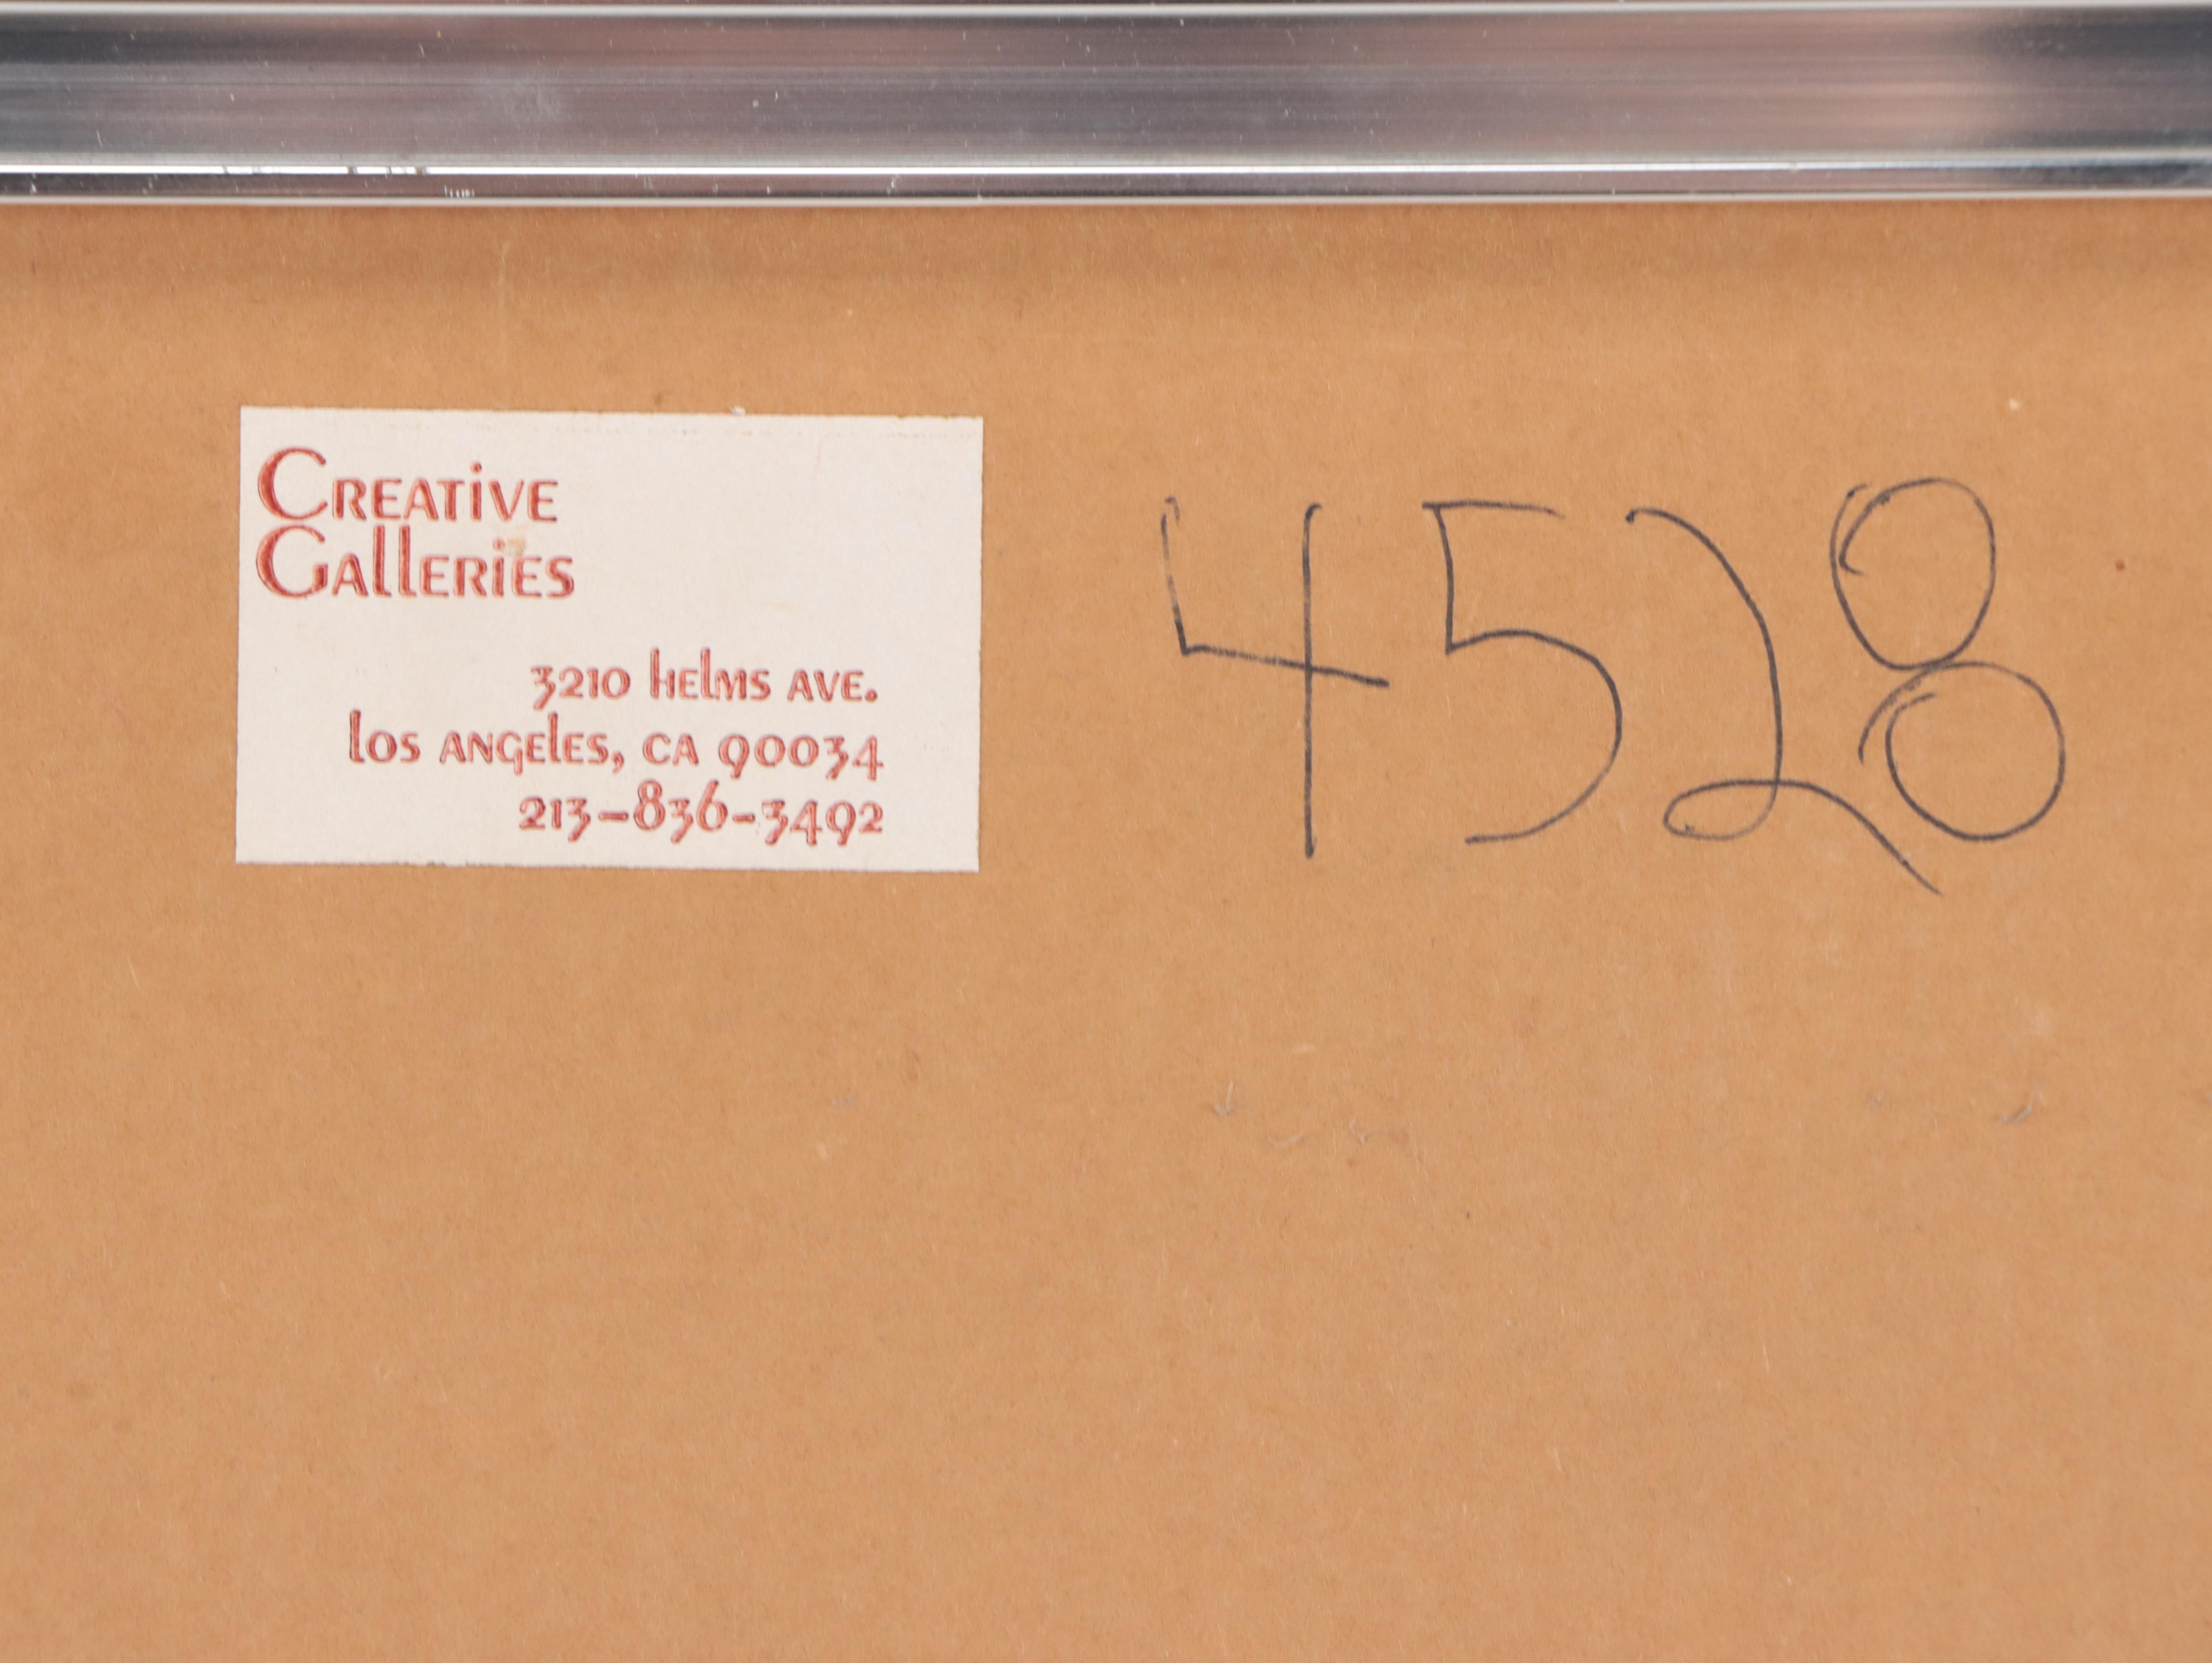 Creative
Galleries
3210 Helms Ave.
Los Angeles, CA 90034
213-836-3492
4528